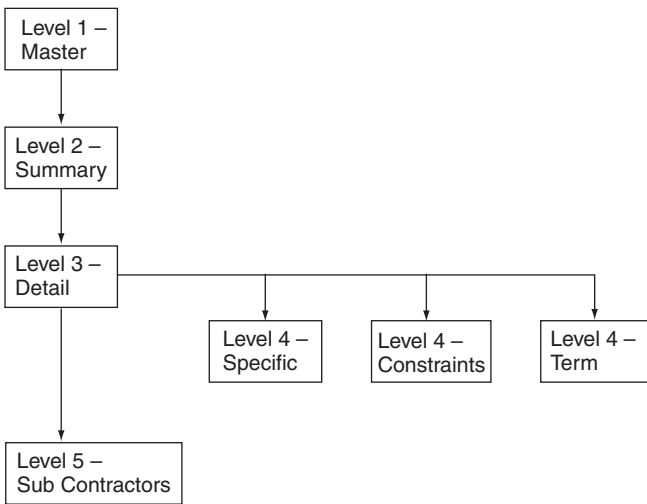 Level 1 –
Master
Level 2 –
Summary
Level 3 –
Detail
Level 4 –
Specific
Level 4 –
Constraints
Level 4 –
Term
Level 5 –
Sub Contractors